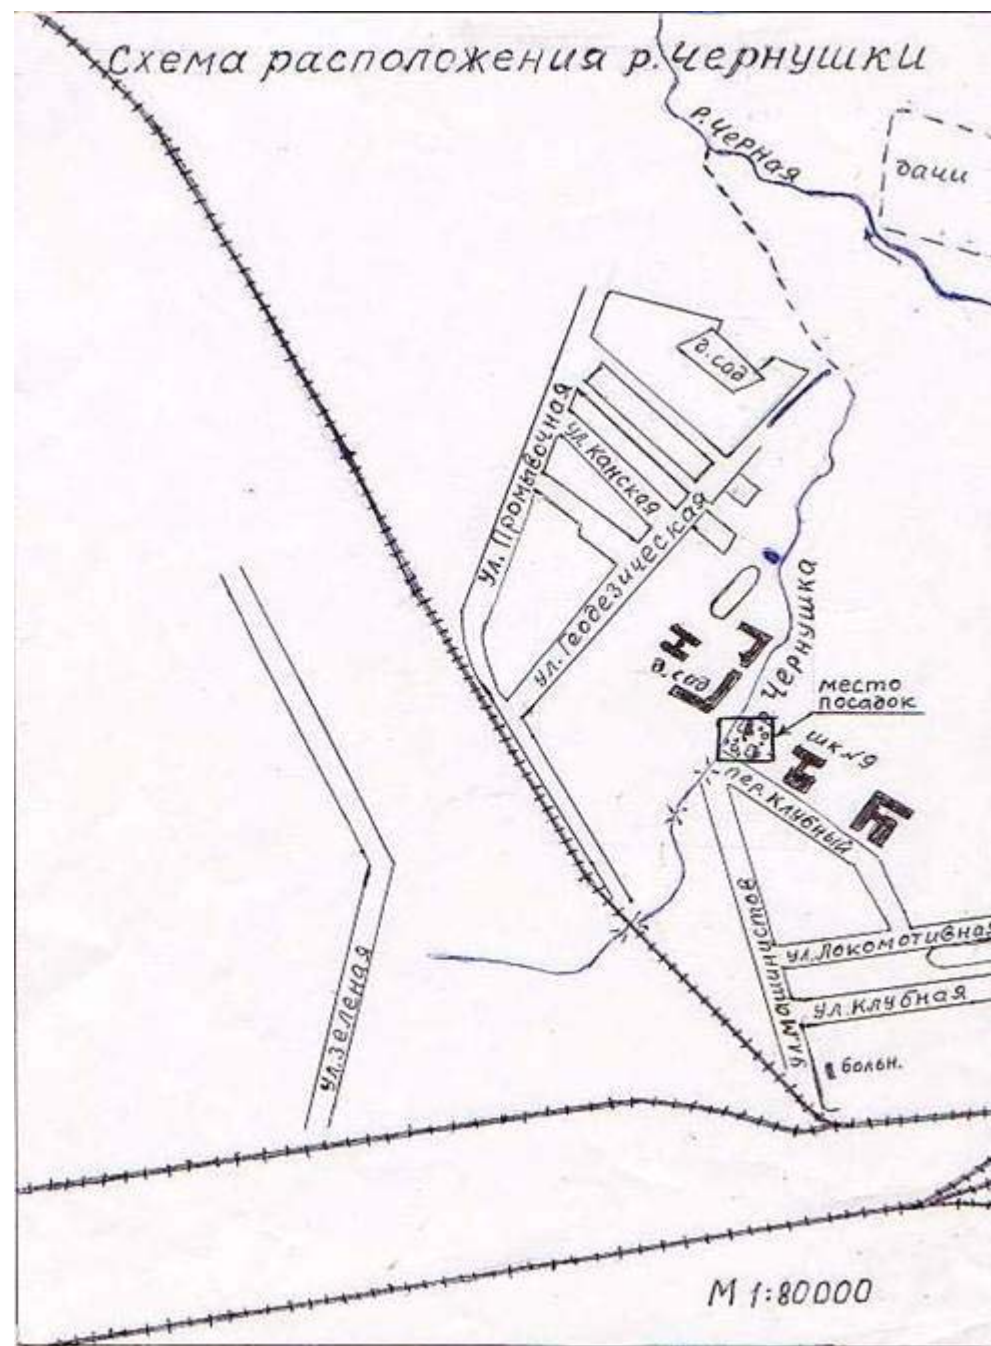 Схема расположения р. Чернушки
р. Черная
дачи
д. сад
ул. Промывочная
ул. Канская
ул. Геодезическая
р. Чернушка
д. сад
место
посадок
шк №9
пер. Клубный
ул. Машинистов
ул. Локомотивная
ул. Клубная
ул. Зеленая
больн.
М 1:80000